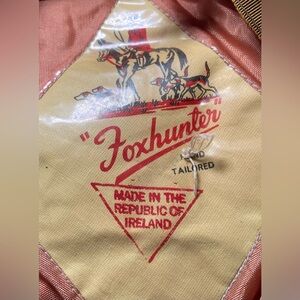 "Foxhunter"
TAILORED
MADE IN THE
REPUBLIC OF
IRELAND